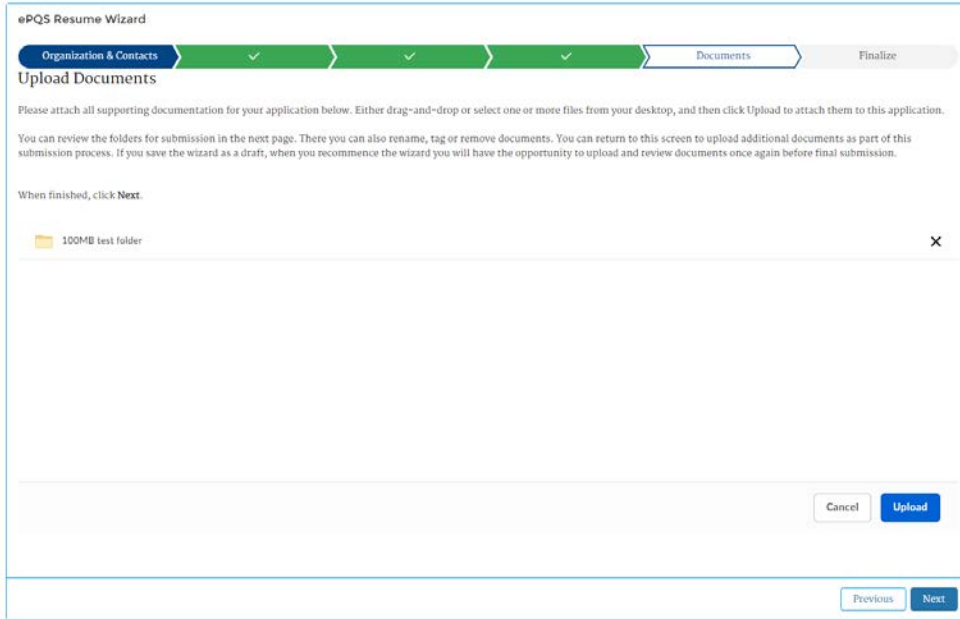 ePQS Resume Wizard
Organization & Contacts Documents Finalize
Upload Documents
Please attach all supporting documentation for your application below. Either drag-and-drop or select one or more files from your desktop, and then click Upload to attach them to this application.
You can review the folders for submission in the next page. There you can also rename, tag or remove documents. You can return to this screen to upload additional documents as part of this
submission process. If you save the wizard as a draft, when you recommence the wizard you will have the opportunity to upload and review documents once again before final submission.
When finished, click Next.
100MB test folder
Cancel Upload
Previous Next